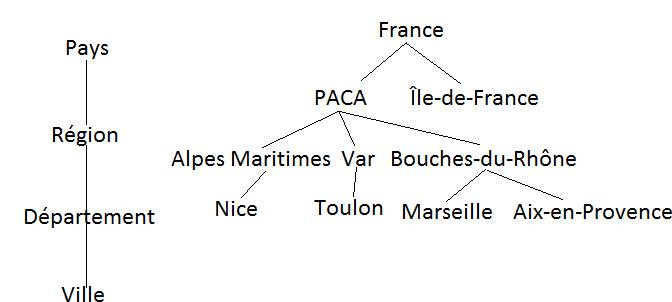 France
Pays
PACA Île-de-France
Région
Alpes Maritimes Var Bouches-du-Rhône
Nice Toulon Marseille Aix-en-Provence
Département
Ville